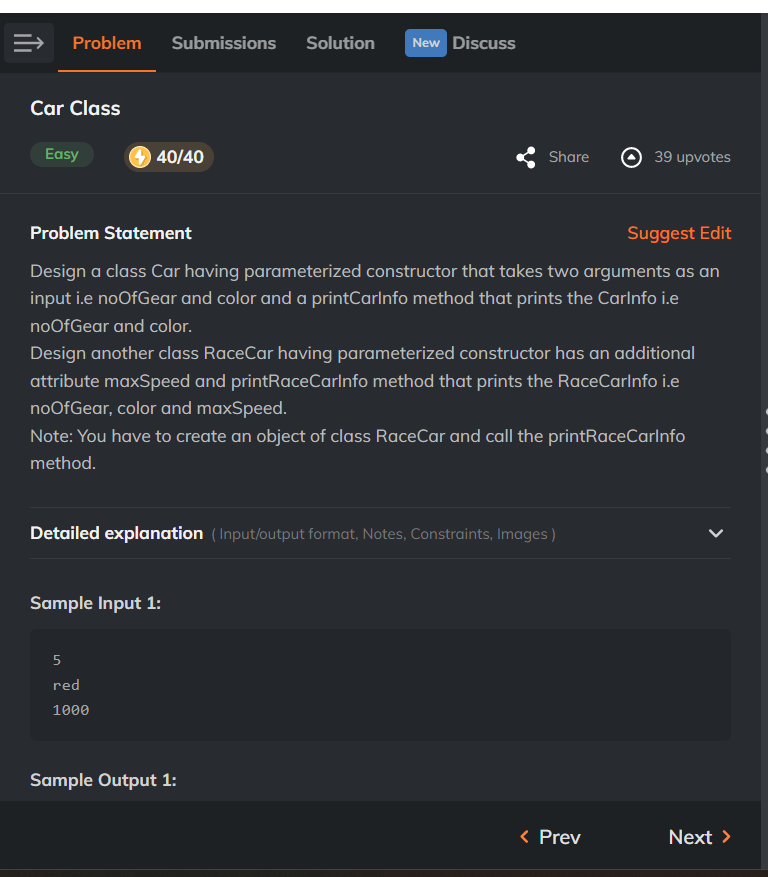 Problem Submissions Solution New Discuss
Car Class
Easy 40/40 Share 39 upvotes
Problem Statement Suggest Edit
Design a class Car having parameterized constructor that takes two arguments as an
input i.e noOfGear and color and a printCarInfo method that prints the CarInfo i.e
noOfGear and color.
Design another class RaceCar having parameterized constructor has an additional
attribute maxSpeed and printRaceCarInfo method that prints the RaceCarInfo i.e
noOfGear, color and maxSpeed.
Note: You have to create an object of class RaceCar and call the printRaceCarInfo
method.
Detailed explanation ( Input/output format, Notes, Constraints, Images )
Sample Input 1:
5
red
1000
Sample Output 1:
Prev Next